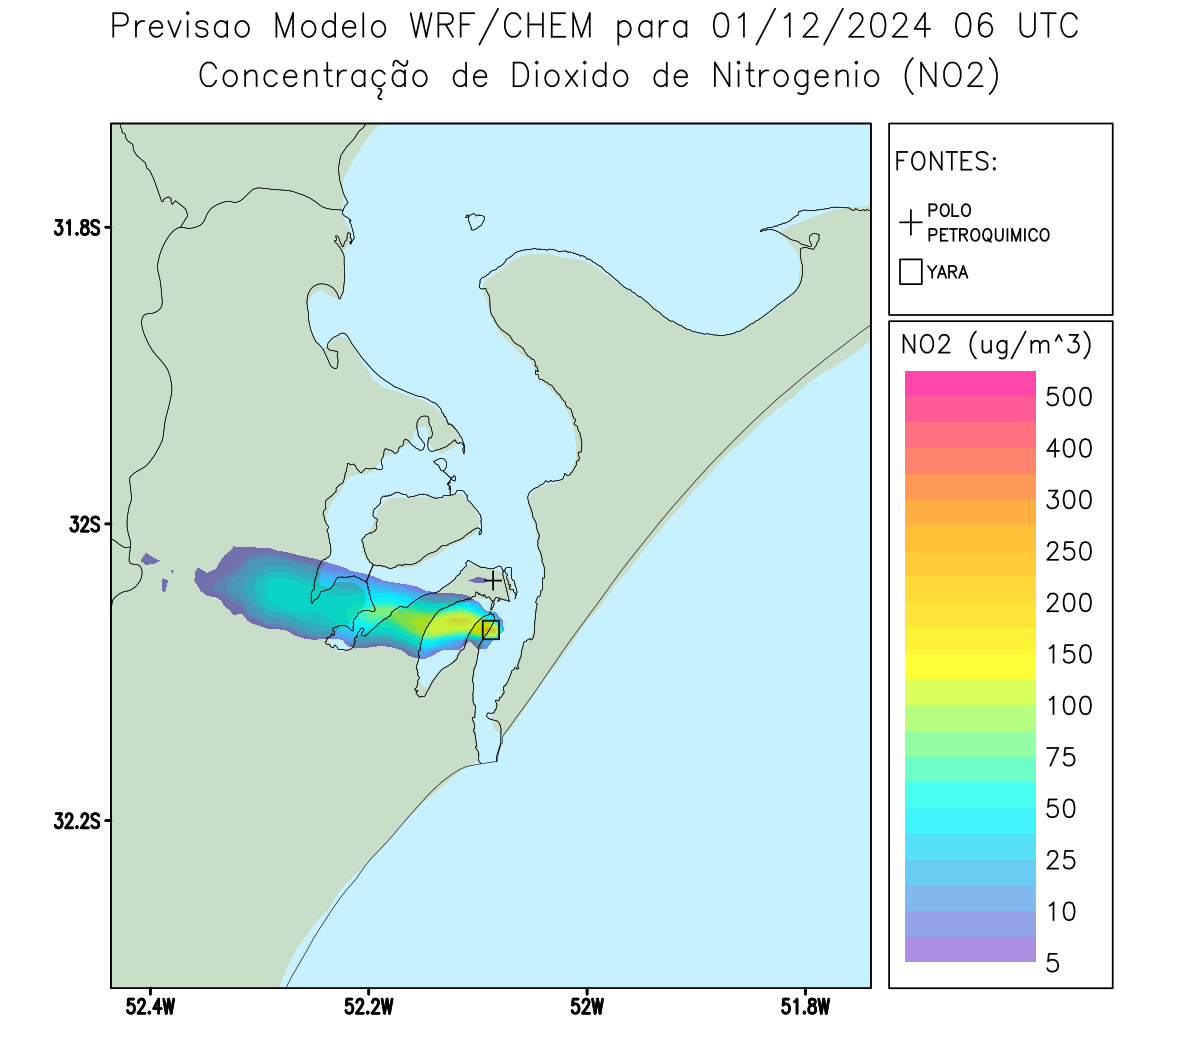 Previsao Modelo WRF/CHEM para 01/12/2024 06 UTC
Concentração de Dioxido de Nitrogenio (NO2)
FONTES:
POLO
PETROQUIMICO
YARA
NO2 (ug/m^3)
500
400
300
250
200
150
100
75
50
25
10
5
31.8S
32S
32.2S
52.4W
52.2W
52W
51.8W